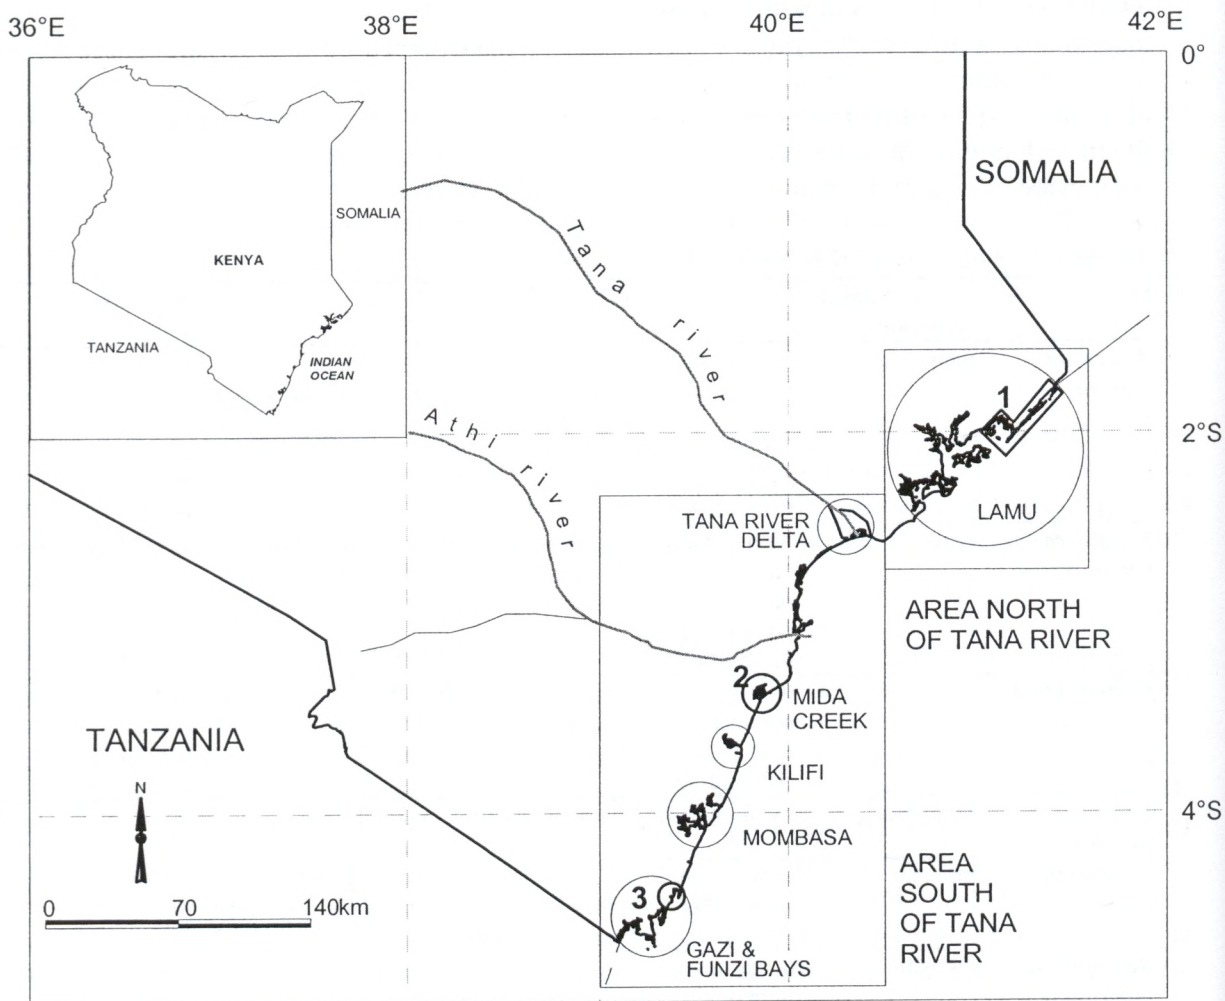 36°E
38°E
40°E
42°E
0°
SOMALIA
SOMALIA
KENYA
TANZANIA
INDIAN
OCEAN
Tana river
Athi river
1
2°S
LAMU
TANA RIVER
DELTA
AREA NORTH
OF TANA RIVER
2
MIDA
CREEK
TANZANIA
KILIFI
N
4°S
MOMBASA
AREA
SOUTH
OF TANA
RIVER
3
0 70 140km
GAZI &
FUNZI BAYS